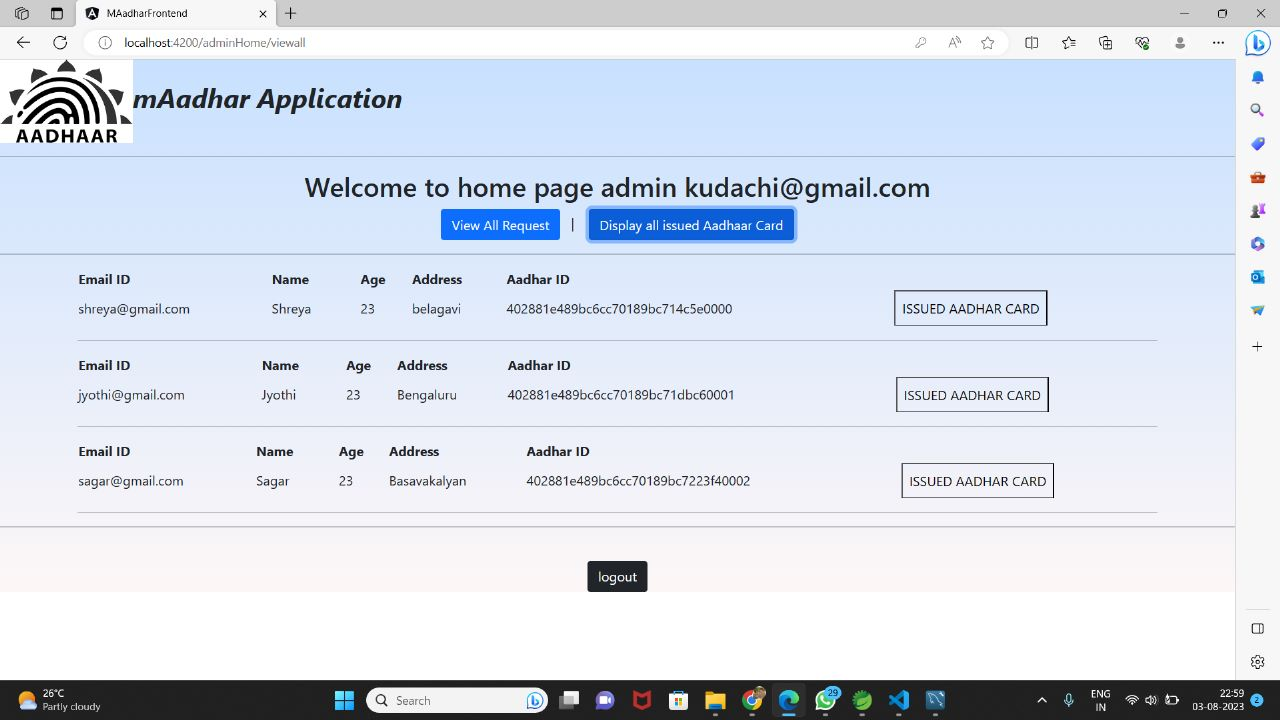 MAadharFrontend
localhost:4200/adminHome/viewall
AADHAAR
mAadhar Application
Welcome to home page admin kudachi@gmail.com
View All Request | Display all issued Aadhaar Card
Email ID Name Age Address Aadhar ID
shreya@gmail.com Shreya 23 belagavi 402881e489bc6cc70189bc714c5e0000 ISSUED AADHAR CARD
Email ID Name Age Address Aadhar ID
jyothi@gmail.com Jyothi 23 Bengaluru 402881e489bc6cc70189bc71dbc60001 ISSUED AADHAR CARD
Email ID Name Age Address Aadhar ID
sagar@gmail.com Sagar 23 Basavakalyan 402881e489bc6cc70189bc7223f40002 ISSUED AADHAR CARD
logout
26°C
Partly cloudy
Search
29
ENG
IN
22:59
03-08-2023
2